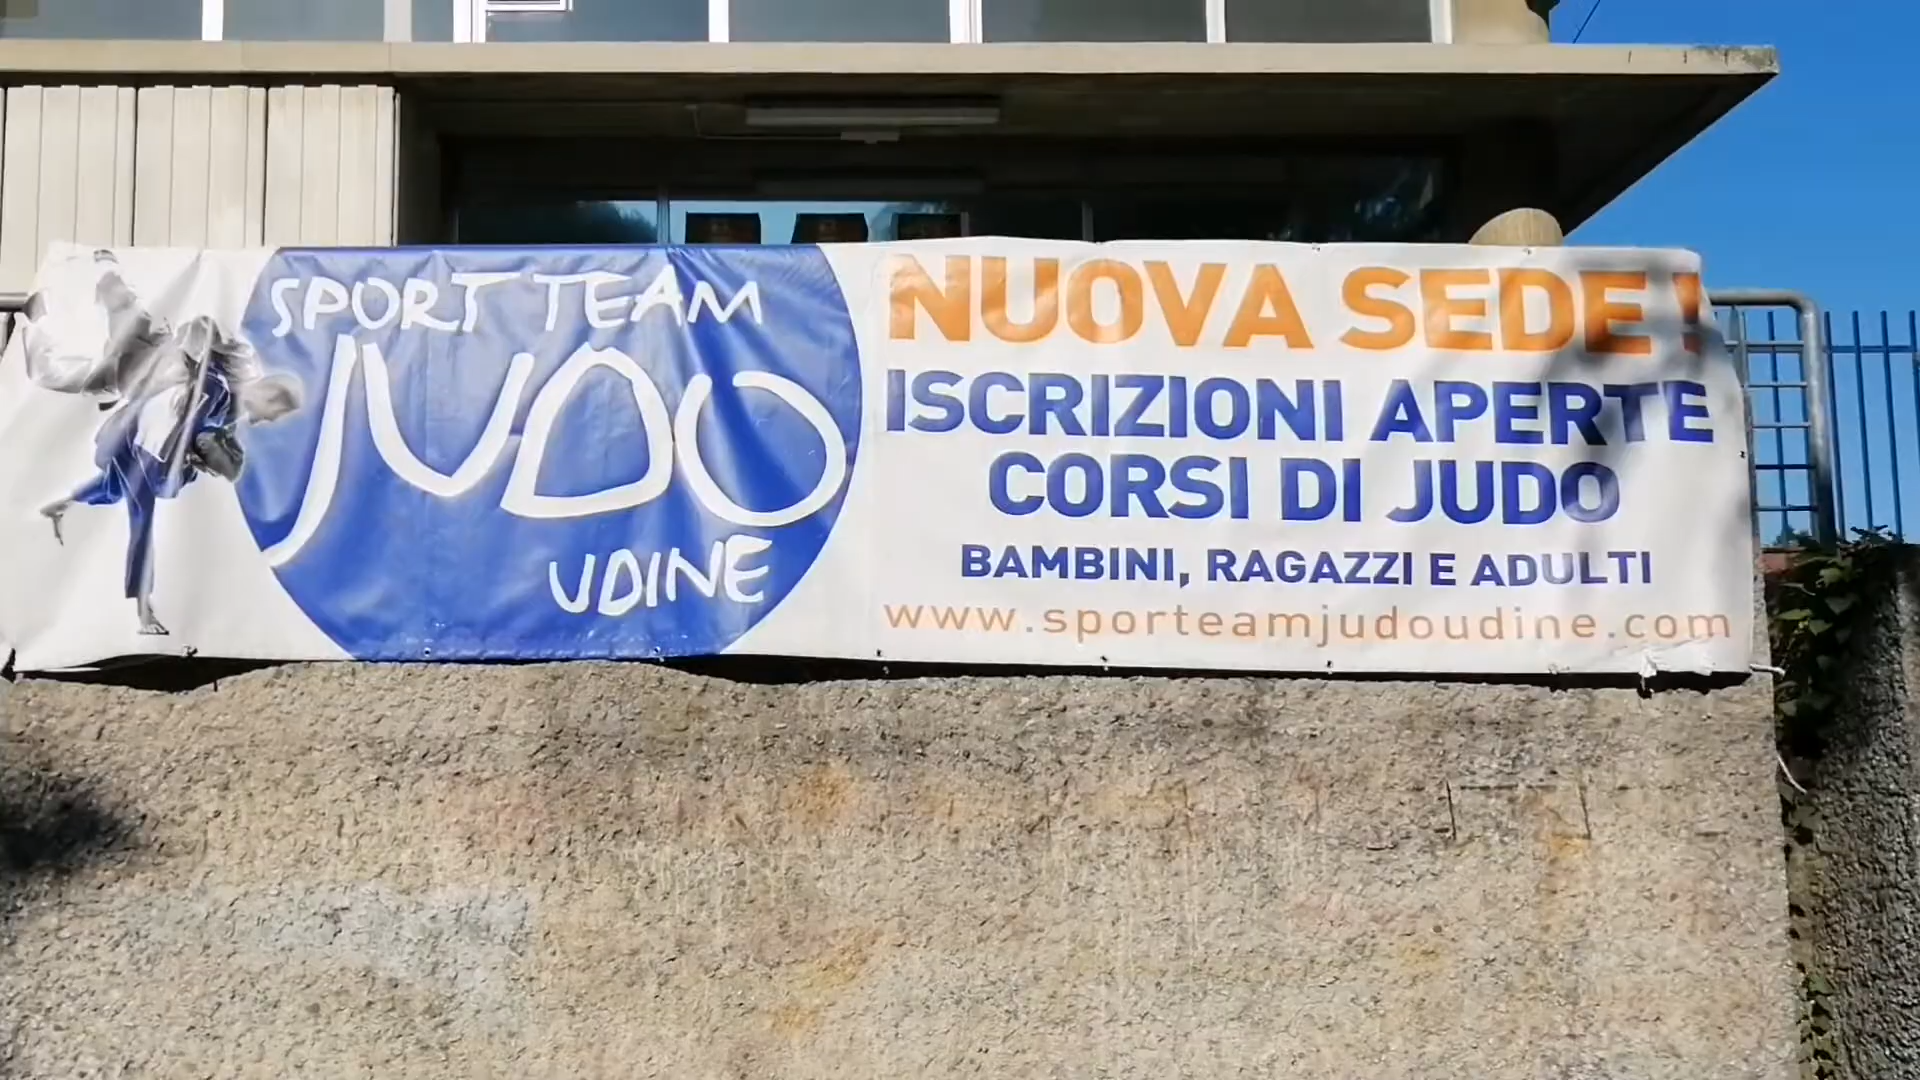 SPORT TEAM
JUDO
UDINE
NUOVA SEDE!
ISCRIZIONI APERTE
CORSI DI JUDO
BAMBINI, RAGAZZI E ADULTI
www.sporteamjudoudine.com